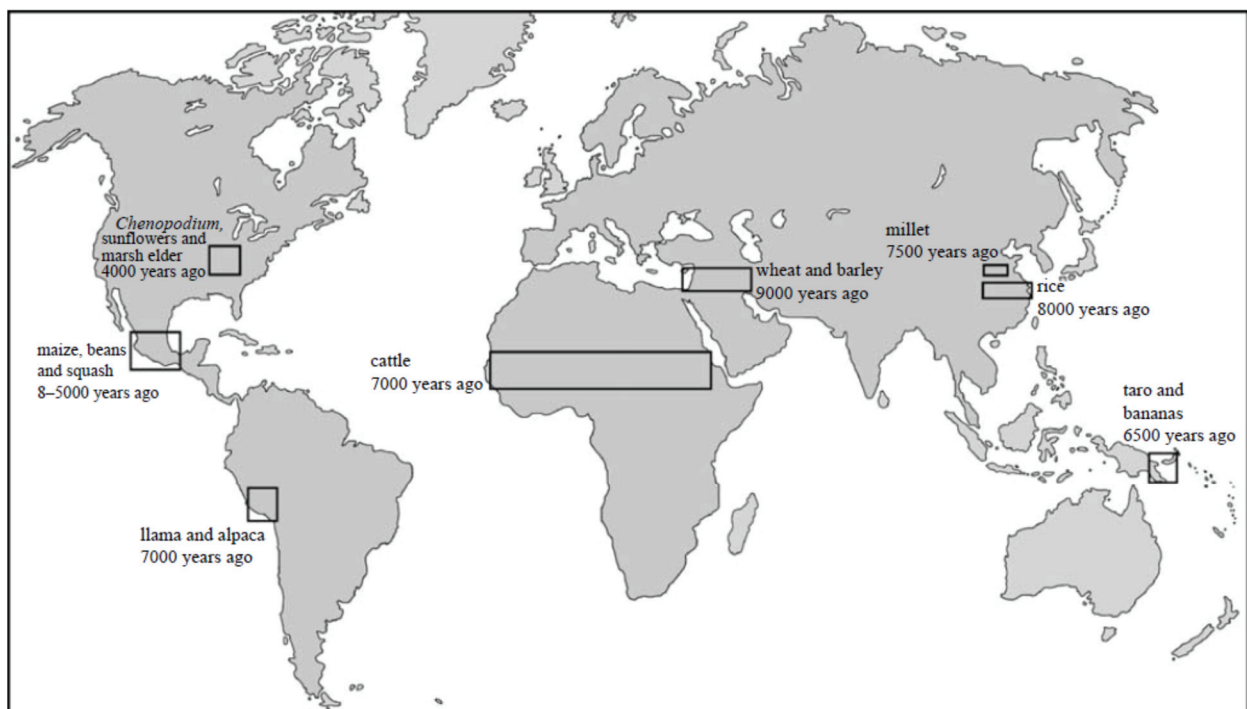 Chenopodium,
sunflowers and
marsh elder
4000 years ago
millet
7500 years ago
wheat and barley
9000 years ago
rice
8000 years ago
maize, beans
and squash
8–5000 years ago
cattle
7000 years ago
taro and
bananas
6500 years ago
llama and alpaca
7000 years ago